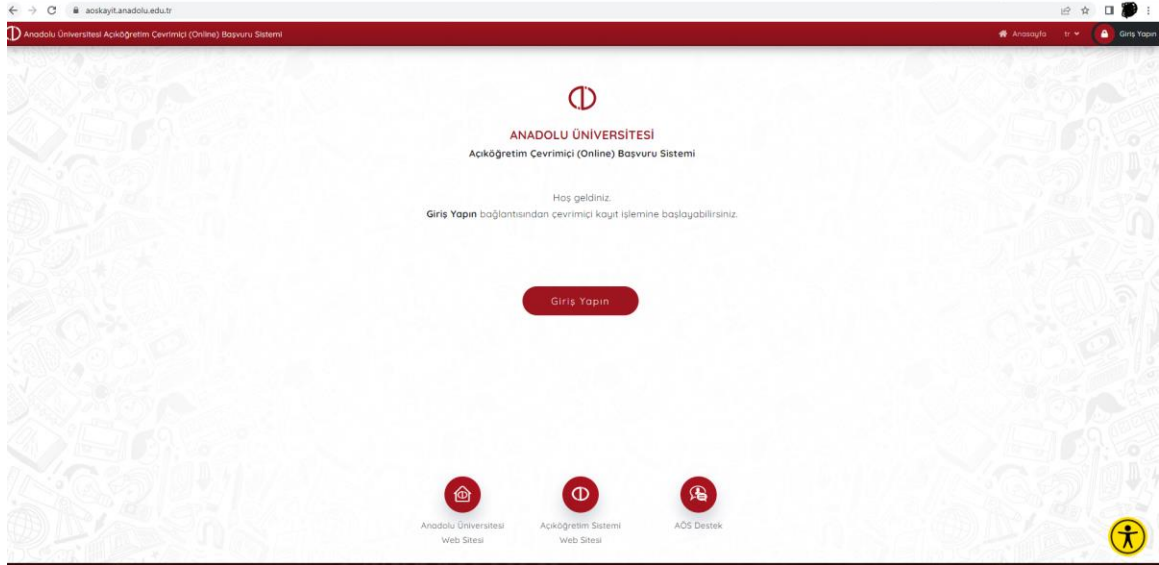 aoskayit.anadolu.edu.tr
Anadolu Üniversitesi Açıköğretim Çevrimiçi (Online) Başvuru Sistemi
Anasayfa tr Giriş Yapın
ANADOLU ÜNİVERSİTESİ
Açıköğretim Çevrimiçi (Online) Başvuru Sistemi
Hoş geldiniz.
Giriş Yapın bağlantısından çevrimiçi kayıt işlemine başlayabilirsiniz.
Giriş Yapın
Anadolu Üniversitesi
Web Sitesi
Açıköğretim Sistemi
Web Sitesi
AÖS Destek